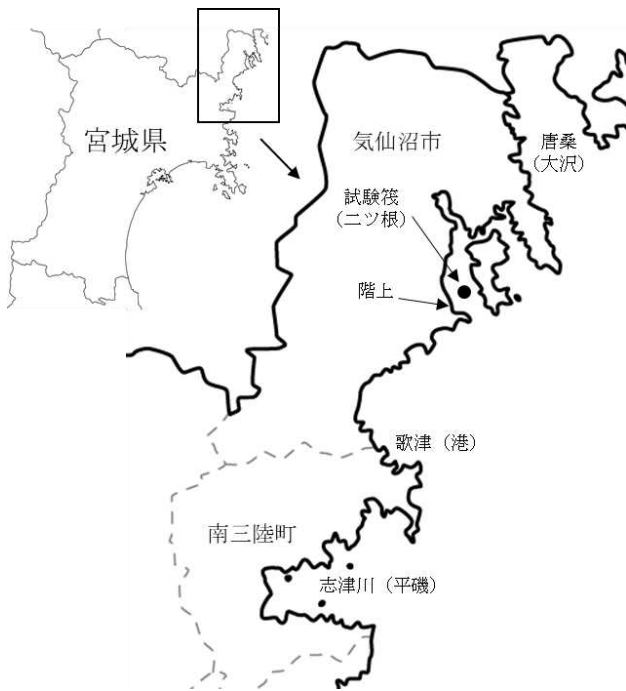 宮城県
気仙沼市
唐桑
(大沢)
試験筏
(二ツ根)
階上
歌津 (港)
南三陸町
志津川 (平磯)